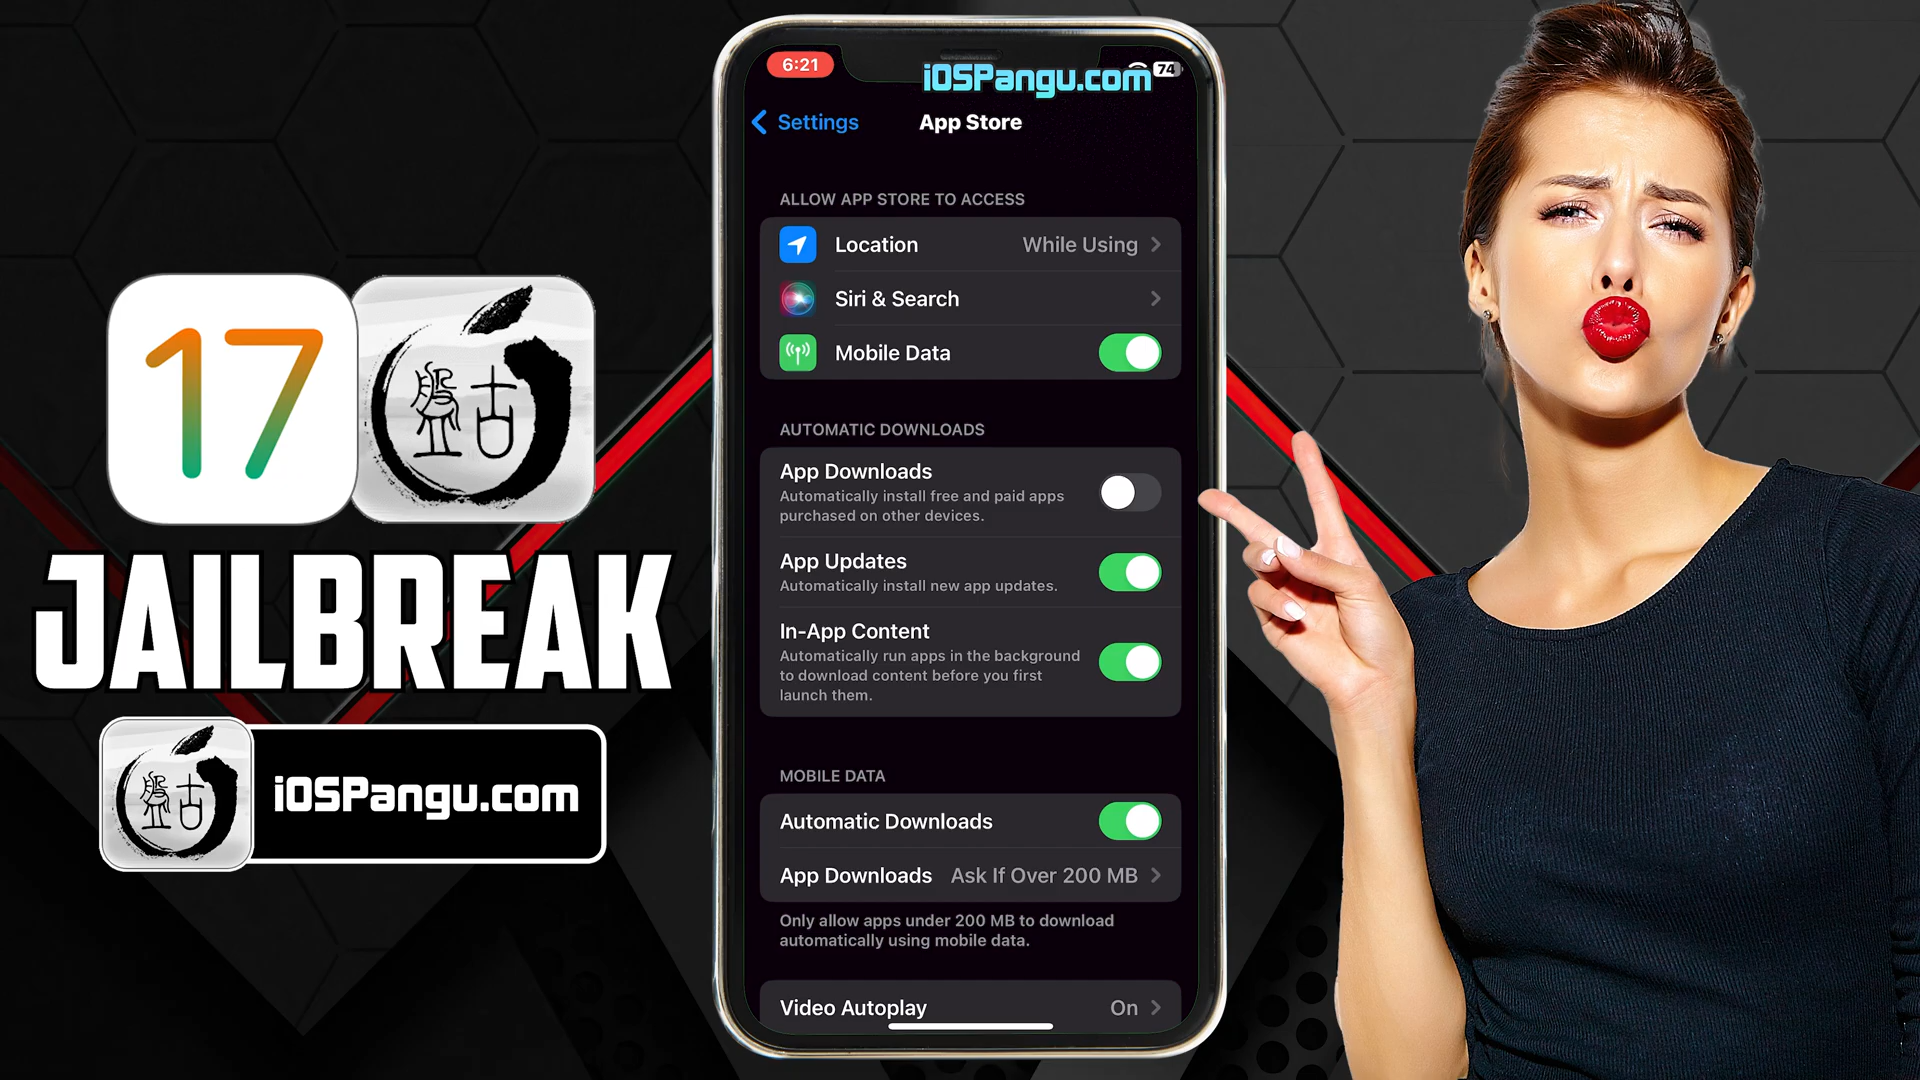 17
盤古
JAILBREAK
盤古
iOSPangu.com
6:21
iOSPangu.com
74
Settings
App Store
ALLOW APP STORE TO ACCESS
Location While Using
Siri & Search
Mobile Data
AUTOMATIC DOWNLOADS
App Downloads
Automatically install free and paid apps
purchased on other devices.
App Updates
Automatically install new app updates.
In-App Content
Automatically run apps in the background
to download content before you first
launch them.
MOBILE DATA
Automatic Downloads
App Downloads Ask If Over 200 MB
Only allow apps under 200 MB to download
automatically using mobile data.
Video Autoplay On